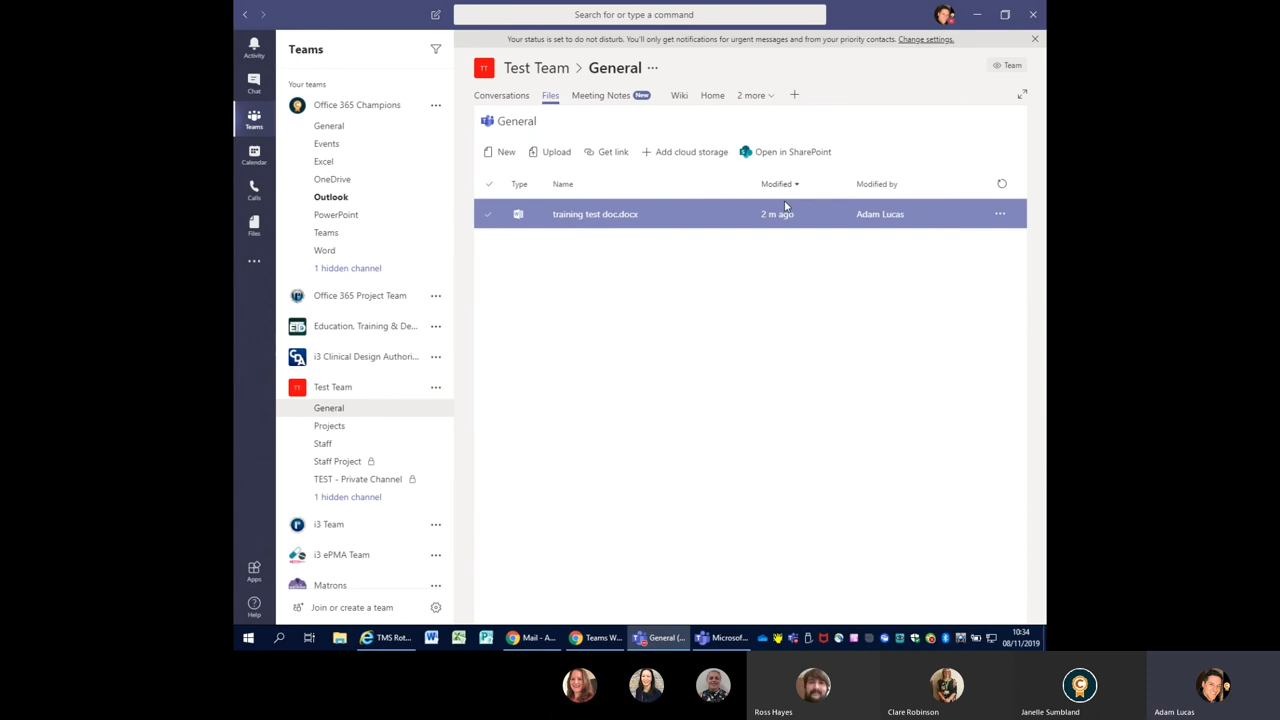 Search for or type a command
Activity
Chat
Teams
Calendar
Calls
Files
Apps
Help
Teams
Your teams
Office 365 Champions
General
Events
Excel
OneDrive
Outlook
PowerPoint
Teams
Word
1 hidden channel
Office 365 Project Team
Education, Training & De...
i3 Clinical Design Authori...
TT
Test Team
General
Projects
Staff
Staff Project
TEST - Private Channel
1 hidden channel
i3 Team
i3 ePMA Team
Matrons
Join or create a team
Your status is set to do not disturb. You'll only get notifications for urgent messages and from your priority contacts. Change settings.
TT Test Team > General ...
Team
Conversations Files Meeting Notes New Wiki Home 2 more +
General
New Upload Get link + Add cloud storage Open in SharePoint
Type Name Modified Modified by
training test doc.docx 2 m ago Adam Lucas ...
TMS Rot... Mail - A... Teams W... General (... Microsof...
10:34
08/11/2019
Ross Hayes Clare Robinson Janelle Sumbland Adam Lucas